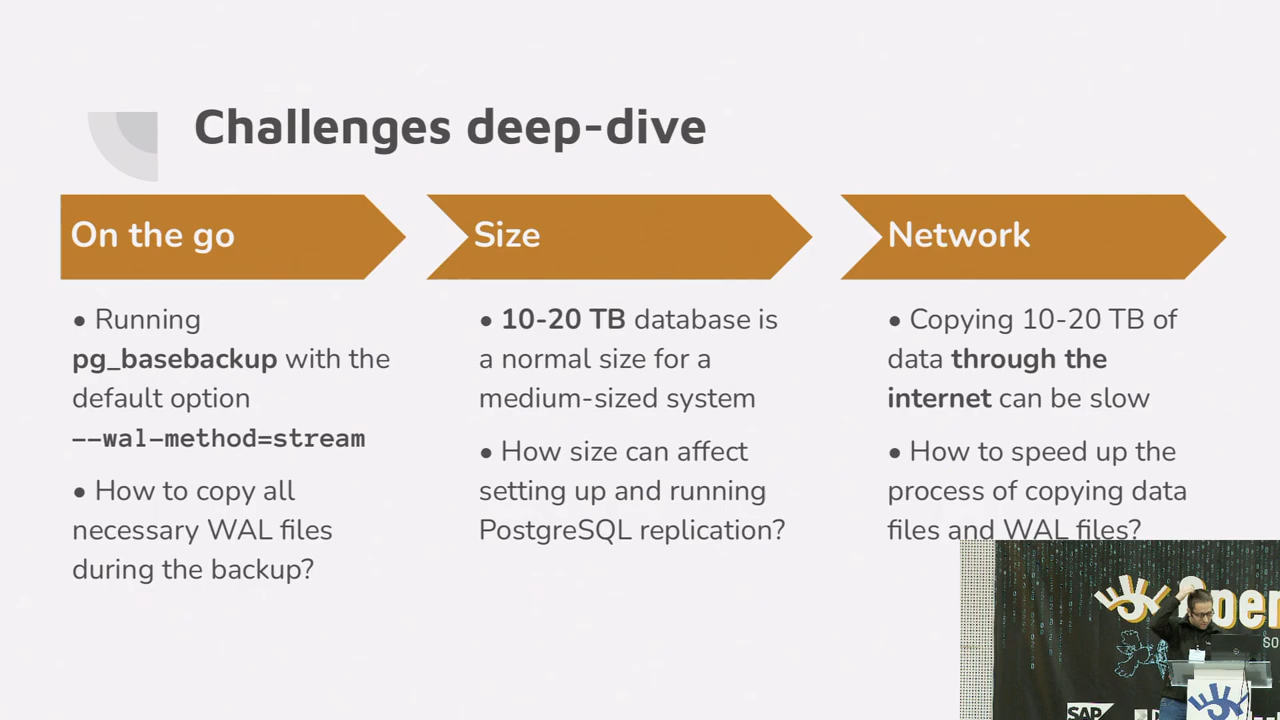 Challenges deep-dive
On the go
• Running
pg_basebackup with the
default option
--wal-method=stream
• How to copy all
necessary WAL files
during the backup?
Size
• 10-20 TB database is
a normal size for a
medium-sized system
• How size can affect
setting up and running
PostgreSQL replication?
Network
• Copying 10-20 TB of
data through the
internet can be slow
• How to speed up the
process of copying data
files and WAL files?
Open
SO
SAP